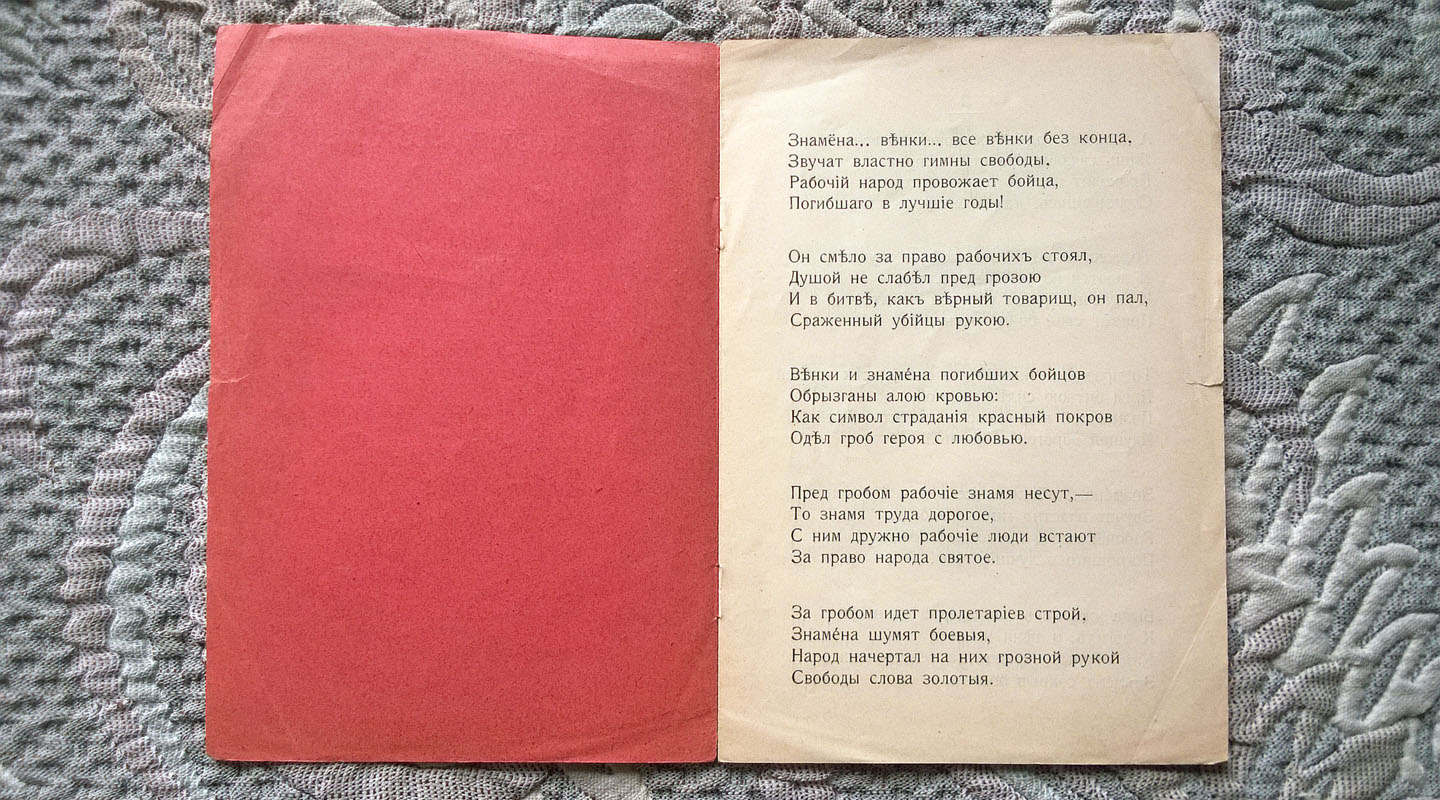 Знамёна... вѣнки... все вѣнки без конца.
Звучат властно гимны свободы.
Рабочій народ провожает бойца,
Погибшаго в лучшіе годы!
Он смѣло за право рабочихъ стоял,
Душой не слабѣл пред грозою
И в битвѣ, какъ вѣрный товарищ, он пал,
Сраженный убійцы рукою.
Вѣнки и знамéна погибших бойцов
Обрызганы алою кровью:
Как символ страданія красный покров
Одѣл гроб героя с любовью.
Пред гробом рабочіе знамя несут,—
То знамя труда дорогое,
С ним дружно рабочіе люди встают
За право народа святое.
За гробом идет пролетаріев строй,
Знамéна шумят боевыя,
Народ начертал на них грозной рукой
Свободы слова золотыя.